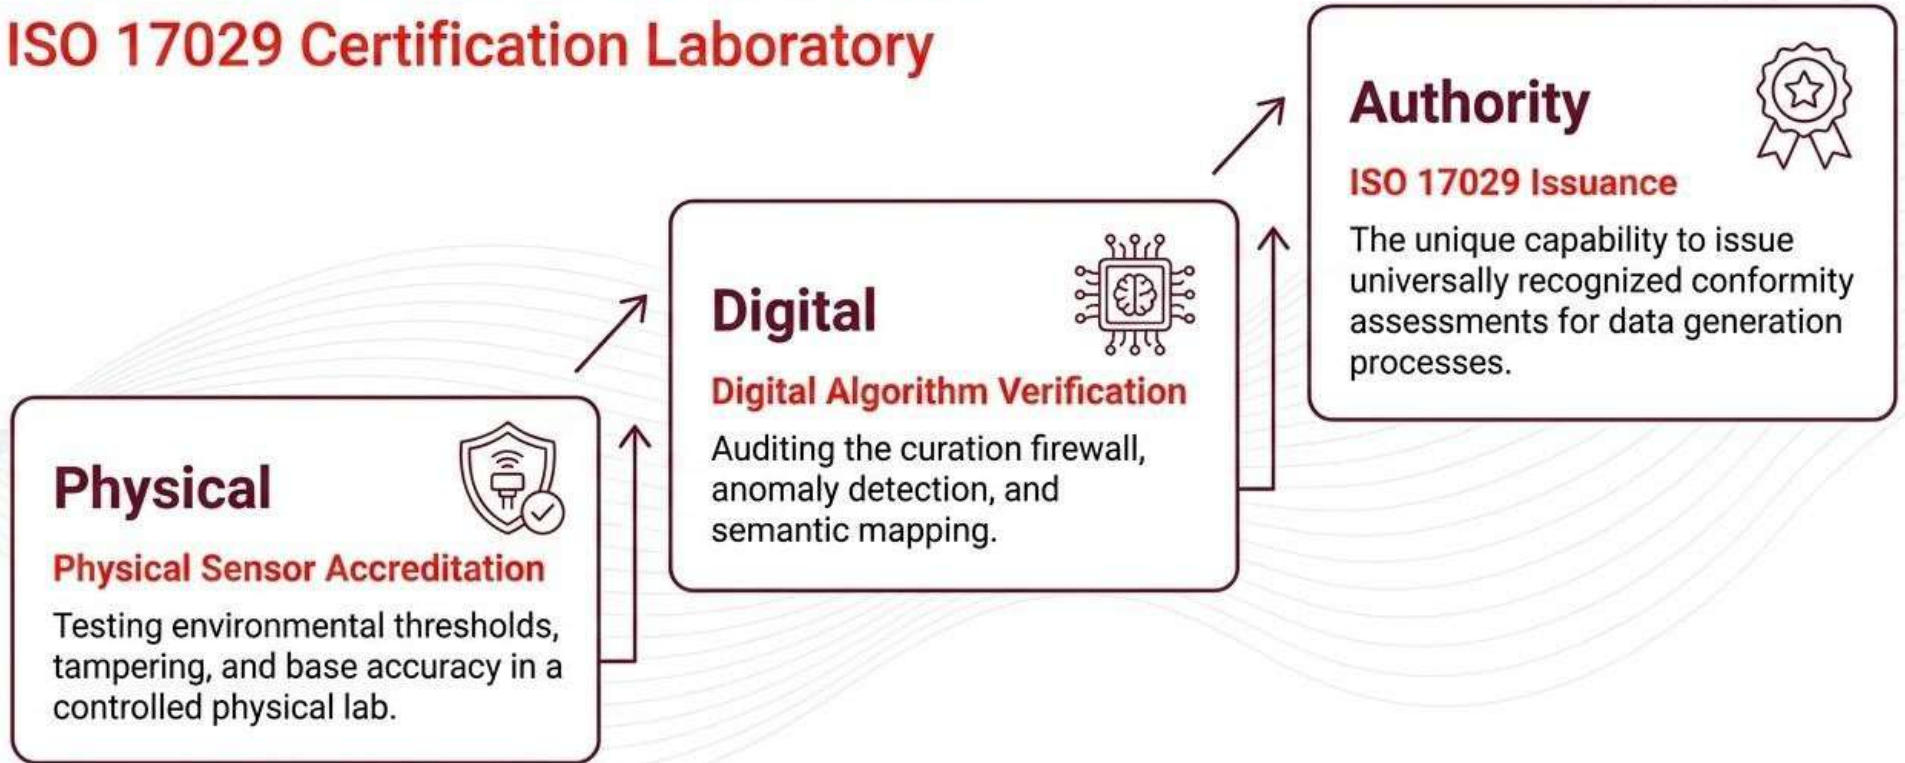 ISO 17029 Certification Laboratory
Physical
Physical Sensor Accreditation
Testing environmental thresholds,
tampering, and base accuracy in a
controlled physical lab.
Digital
Digital Algorithm Verification
Auditing the curation firewall,
anomaly detection, and
semantic mapping.
Authority
ISO 17029 Issuance
The unique capability to issue
universally recognized conformity
assessments for data generation
processes.